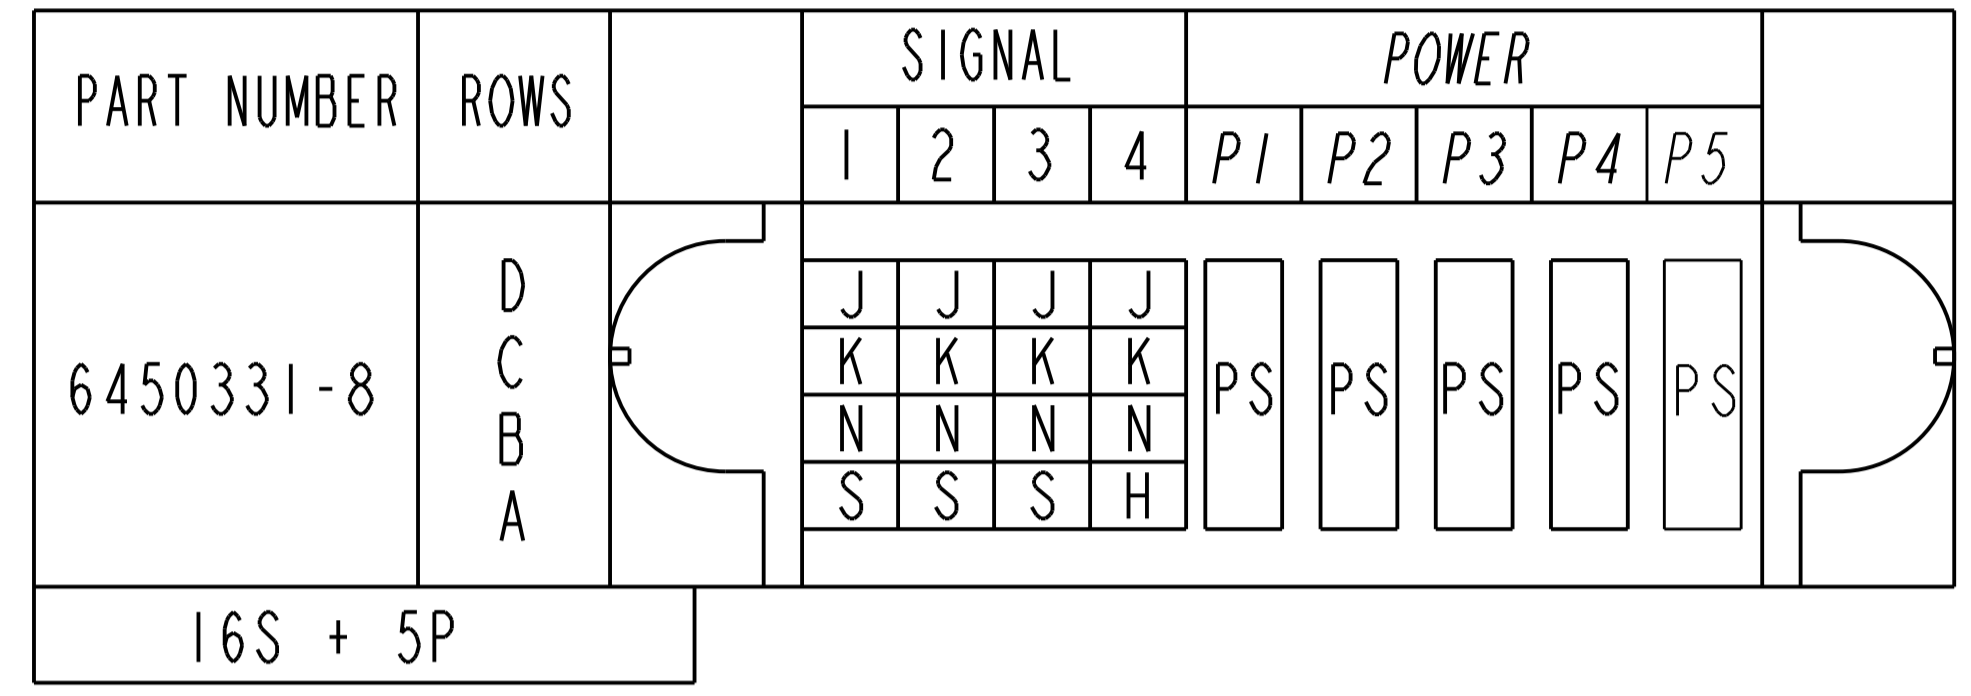 SIGNAL POWER
PART NUMBER ROWS
1 2 3 4 P1 P2 P3 P4 P5
D J J J J
C K K K K
6450331-8 PS PS PS PS PS
B N N N N
A S S S H
16S + 5P